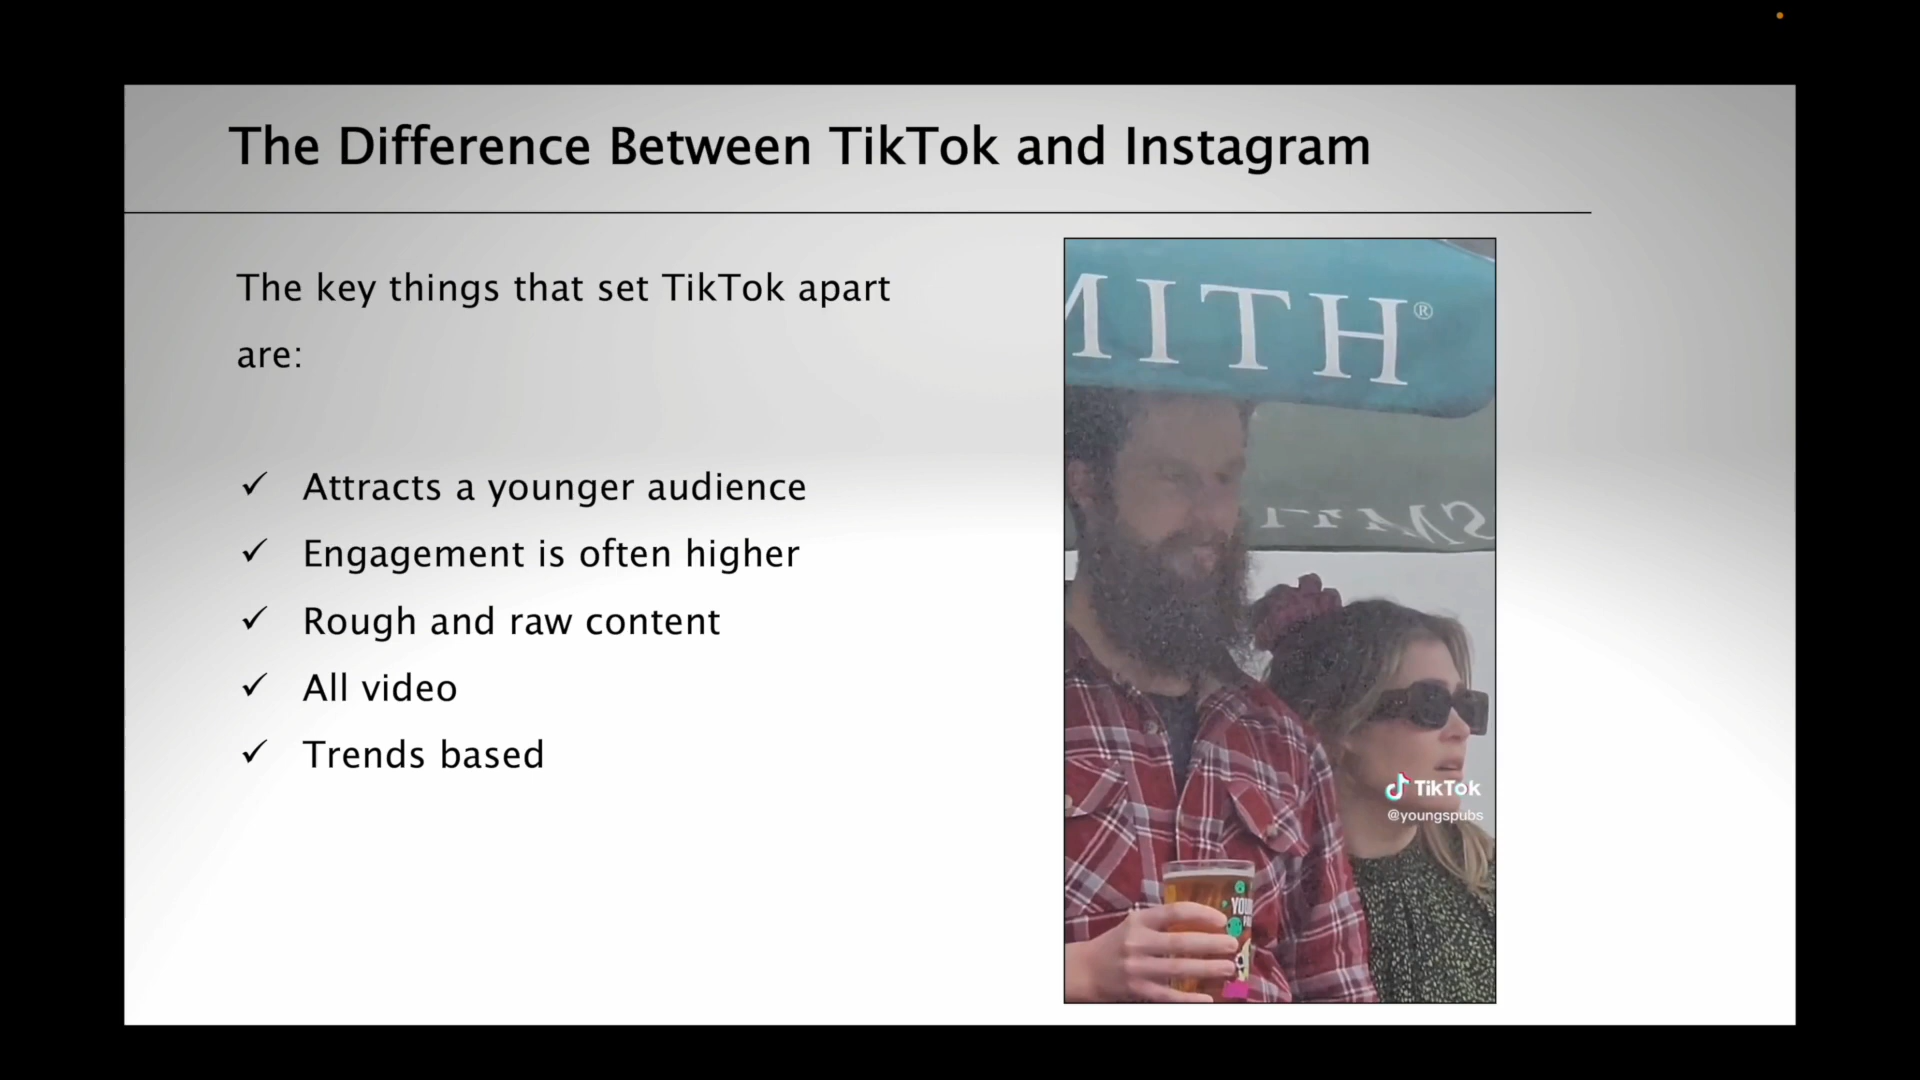 The Difference Between TikTok and Instagram
The key things that set TikTok apart
are:
✓ Attracts a younger audience
✓ Engagement is often higher
✓ Rough and raw content
✓ All video
✓ Trends based
MITH®
TikTok
@youngspubs
YOU